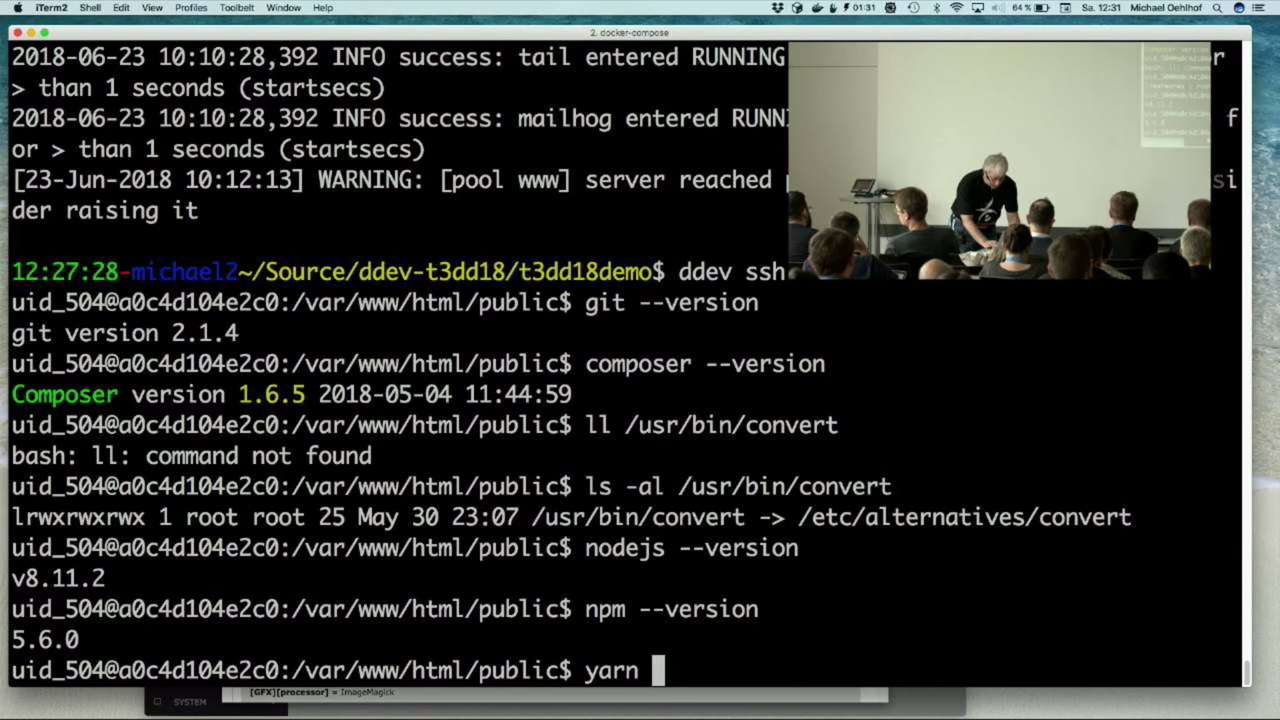 iTerm2 Shell Edit View Profiles Toolbelt Window Help 01:31 64 % Sa. 12:31 Michael Oehlhof
2. docker-compose
2018-06-23 10:10:28,392 INFO success: tail entered RUNNING r
> than 1 seconds (startsecs)
2018-06-23 10:10:28,392 INFO success: mailhog entered RUNN f
or > than 1 seconds (startsecs)
[23-Jun-2018 10:12:13] WARNING: [pool www] server reached si
der raising it
12:27:28-michael2~/Source/ddev-t3dd18/t3dd18demo$ ddev ssh
uid_504@a0c4d104e2c0:/var/www/html/public$ git --version
git version 2.1.4
uid_504@a0c4d104e2c0:/var/www/html/public$ composer --version
Composer version 1.6.5 2018-05-04 11:44:59
uid_504@a0c4d104e2c0:/var/www/html/public$ ll /usr/bin/convert
bash: ll: command not found
uid_504@a0c4d104e2c0:/var/www/html/public$ ls -al /usr/bin/convert
lrwxrwxrwx 1 root root 25 May 30 23:07 /usr/bin/convert -> /etc/alternatives/convert
uid_504@a0c4d104e2c0:/var/www/html/public$ nodejs --version
v8.11.2
uid_504@a0c4d104e2c0:/var/www/html/public$ npm --version
5.6.0
uid_504@a0c4d104e2c0:/var/www/html/public$ yarn
[GFX][processor] = ImageMagick
SYSTEM